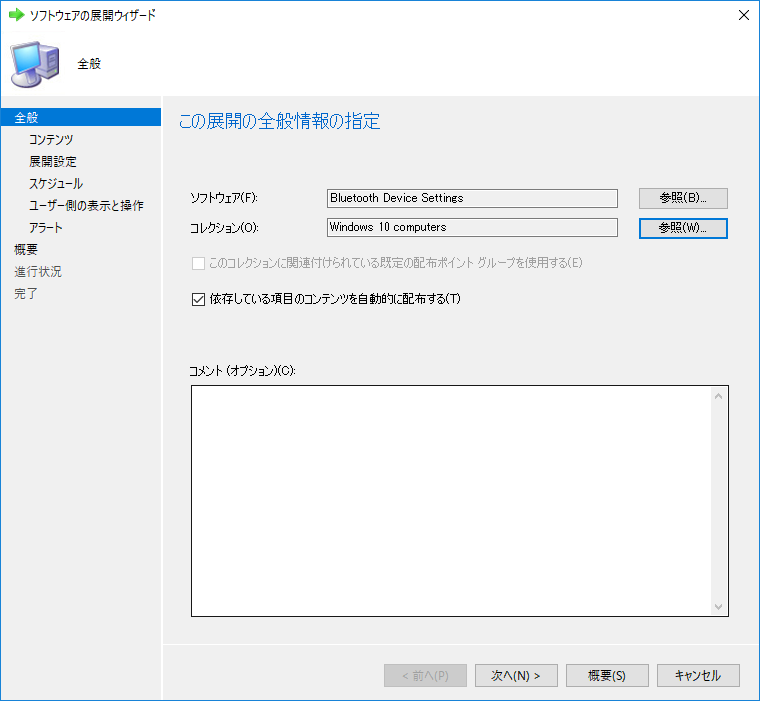 ソフトウェアの展開ウィザード
全般
全般
コンテンツ
展開設定
スケジュール
ユーザー側の表示と操作
アラート
概要
進行状況
完了
この展開の全般情報の指定
ソフトウェア(F): Bluetooth Device Settings 参照(B)...
コレクション(O): Windows 10 computers 参照(W)...
このコレクションに関連付けられている既定の配布ポイント グループを使用する(E)
依存している項目のコンテンツを自動的に配布する(T)
コメント (オプション)(C):
< 前へ(P) 次へ(N) > 概要(S) キャンセル